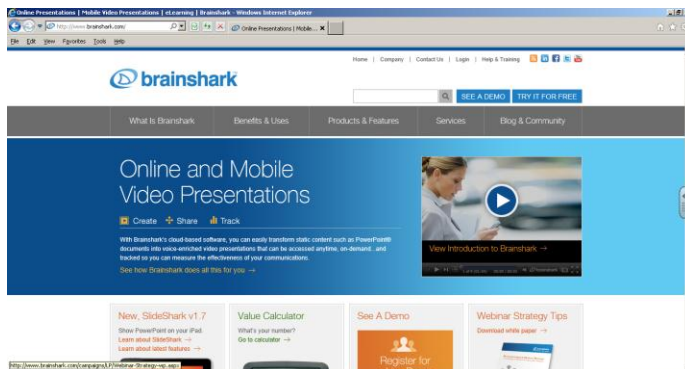 Online Presentations | Mobile Video Presentations | eLearning | Brainshark - Windows Internet Explorer
http://www.brainshark.com/
Online Presentations | Mobile...
File Edit View Favorites Tools Help
Home | Company | Contact Us | Login | Help & Training
brainshark
SEE A DEMO TRY IT FOR FREE
What Is Brainshark Benefits & Uses Products & Features Services Blog & Community
Online and Mobile
Video Presentations
Create Share Track
With Brainshark's cloud-based software, you can easily transform static content such as PowerPoint®
documents into voice-enriched video presentations that can be accessed anytime, on-demand...and
tracked so you can measure the effectiveness of your communications.
See how Brainshark does all this for you →
View Introduction to Brainshark →
New, SlideShark v1.7 Value Calculator See A Demo Webinar Strategy Tips
Show PowerPoint on your iPad. What's your number? Download white paper →
Learn about SlideShark → Go to calculator →
Learn about latest features →
Register for
http://www.brainshark.com/campaigns/LP/Webinar-Strategy-wp.aspx